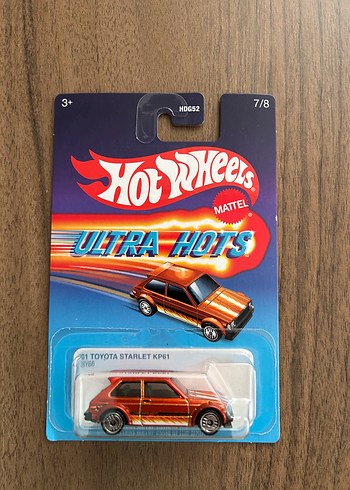 3+
HDG52
7/8
HOT WHEELS
MATTEL
ULTRA HOTS
81 TOYOTA STARLET KP61